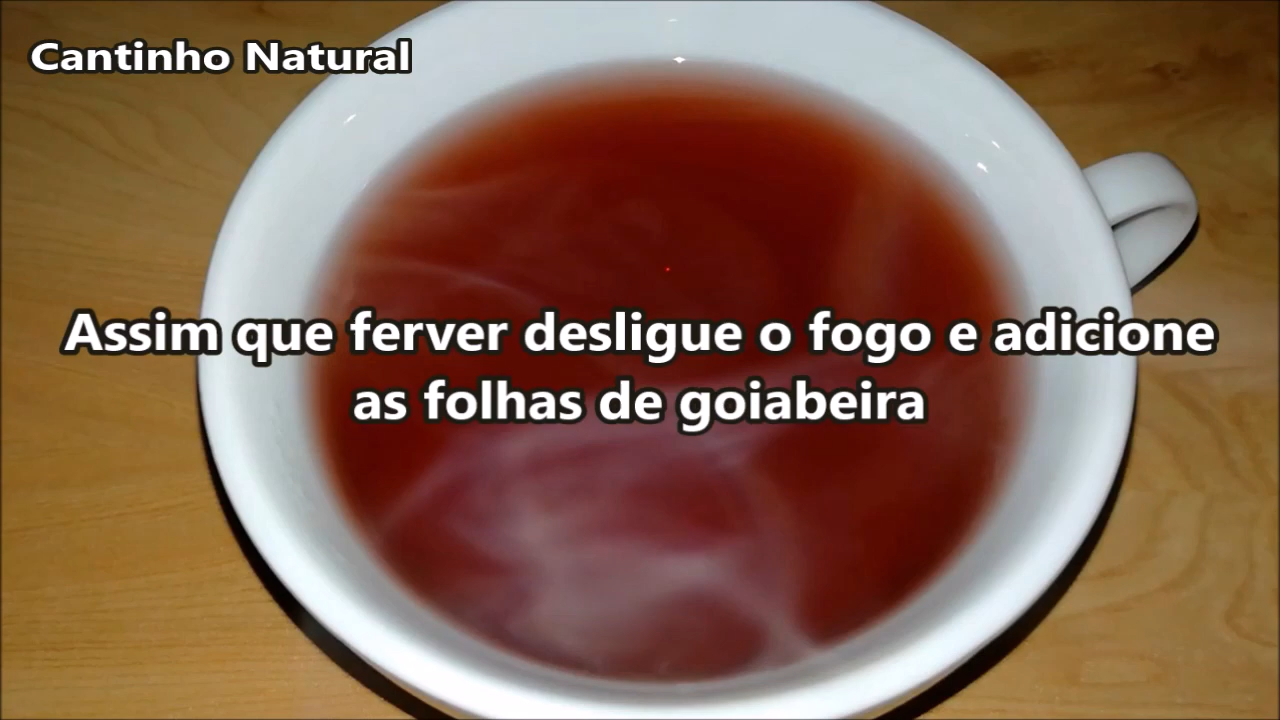 Cantinho Natural
Assim que ferver desligue o fogo e adicione
as folhas de goiabeira